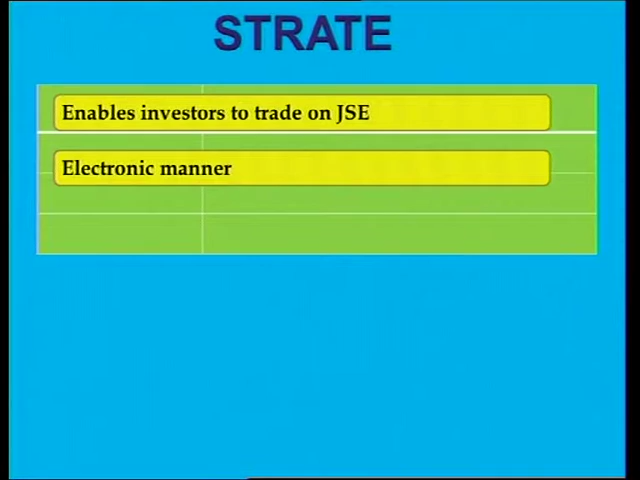 STRATE
Enables investors to trade on JSE
Electronic manner